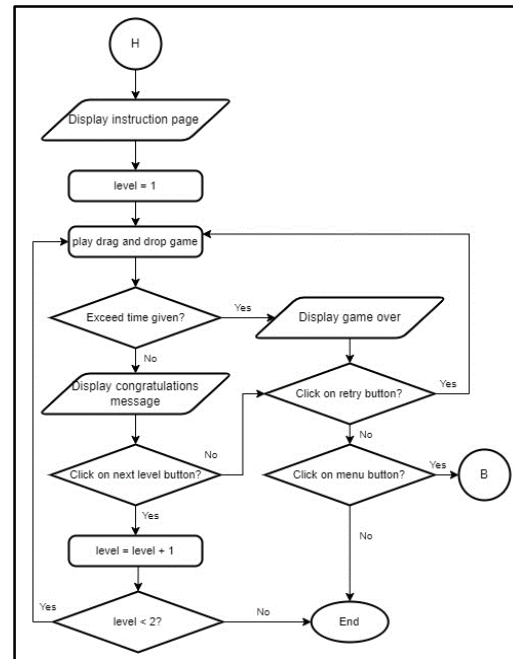 H
Display instruction page
level = 1
play drag and drop game
Exceed time given?
Yes
Display game over
No
Display congratulations
message
Click on retry button?
Yes
No
Click on next level button?
No
Click on menu button?
Yes
B
Yes
level = level + 1
No
level < 2?
Yes
No
End